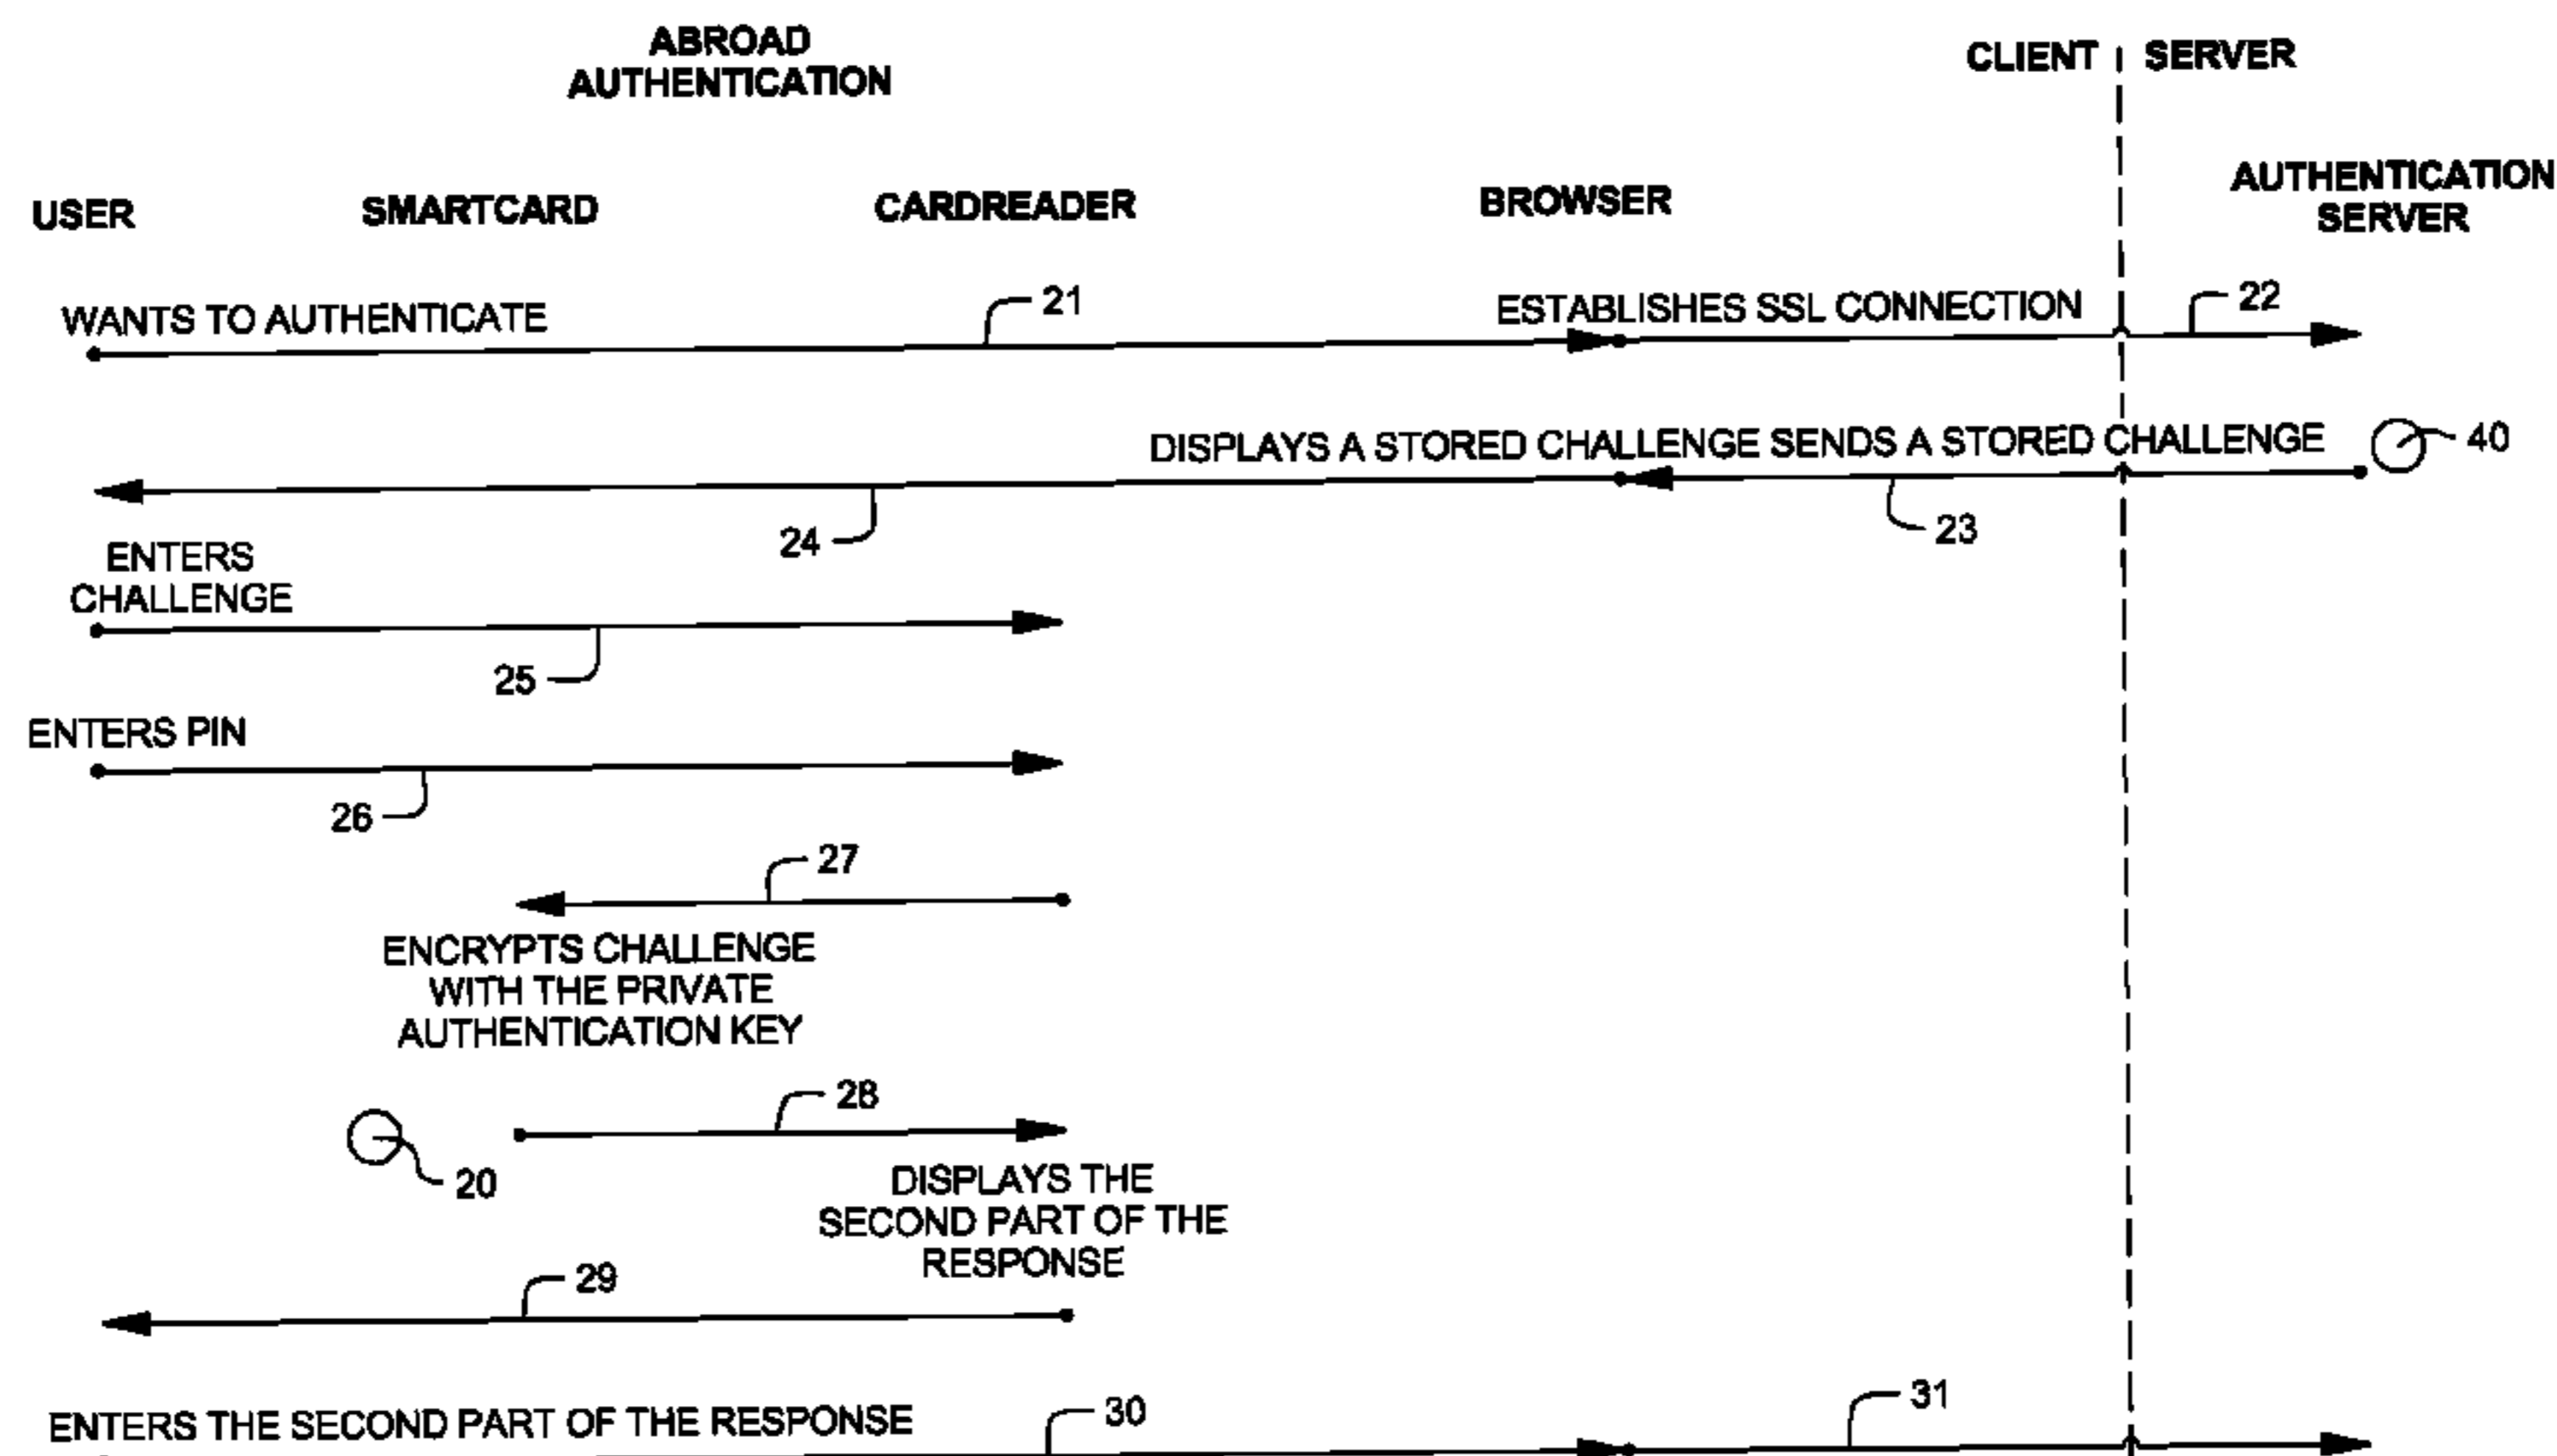 ABROAD
AUTHENTICATION
CLIENT SERVER
USER
SMARTCARD
CARDREADER
BROWSER
AUTHENTICATION
SERVER
WANTS TO AUTHENTICATE
21
ESTABLISHES SSL CONNECTION
22
DISPLAYS A STORED CHALLENGE SENDS A STORED CHALLENGE
40
24
23
ENTERS
CHALLENGE
25
ENTERS PIN
26
27
ENCRYPTS CHALLENGE
WITH THE PRIVATE
AUTHENTICATION KEY
28
20
DISPLAYS THE
SECOND PART OF THE
RESPONSE
29
ENTERS THE SECOND PART OF THE RESPONSE
30
31